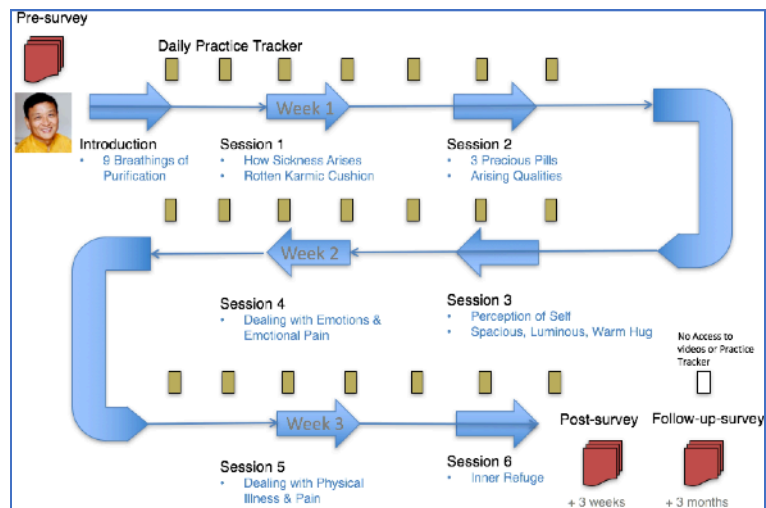 Pre-survey
Daily Practice Tracker
Week 1
Introduction
• 9 Breathings of
Purification
Session 1
• How Sickness Arises
• Rotten Karmic Cushion
Session 2
• 3 Precious Pills
• Arising Qualities
Week 2
Session 4
• Dealing with Emotions &
Emotional Pain
Session 3
• Perception of Self
• Spacious, Luminous, Warm Hug
No Access to
videos or Practice
Tracker
Week 3
Session 5
• Dealing with Physical
Illness & Pain
Session 6
• Inner Refuge
Post-survey
+ 3 weeks
Follow-up-survey
+ 3 months